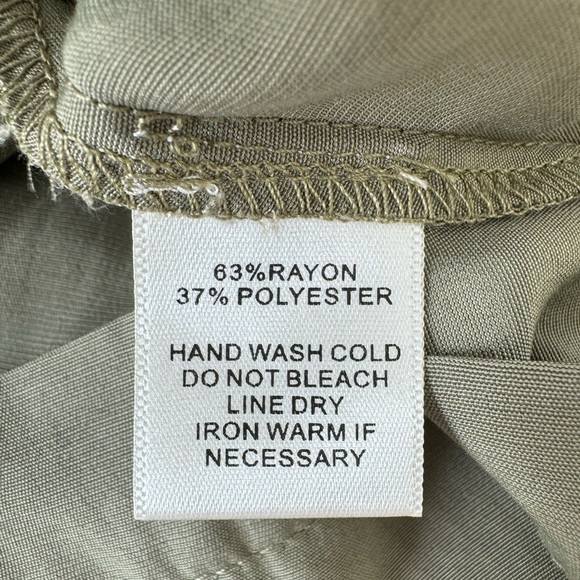 63%RAYON
37% POLYESTER
HAND WASH COLD
DO NOT BLEACH
LINE DRY
IRON WARM IF
NECESSARY